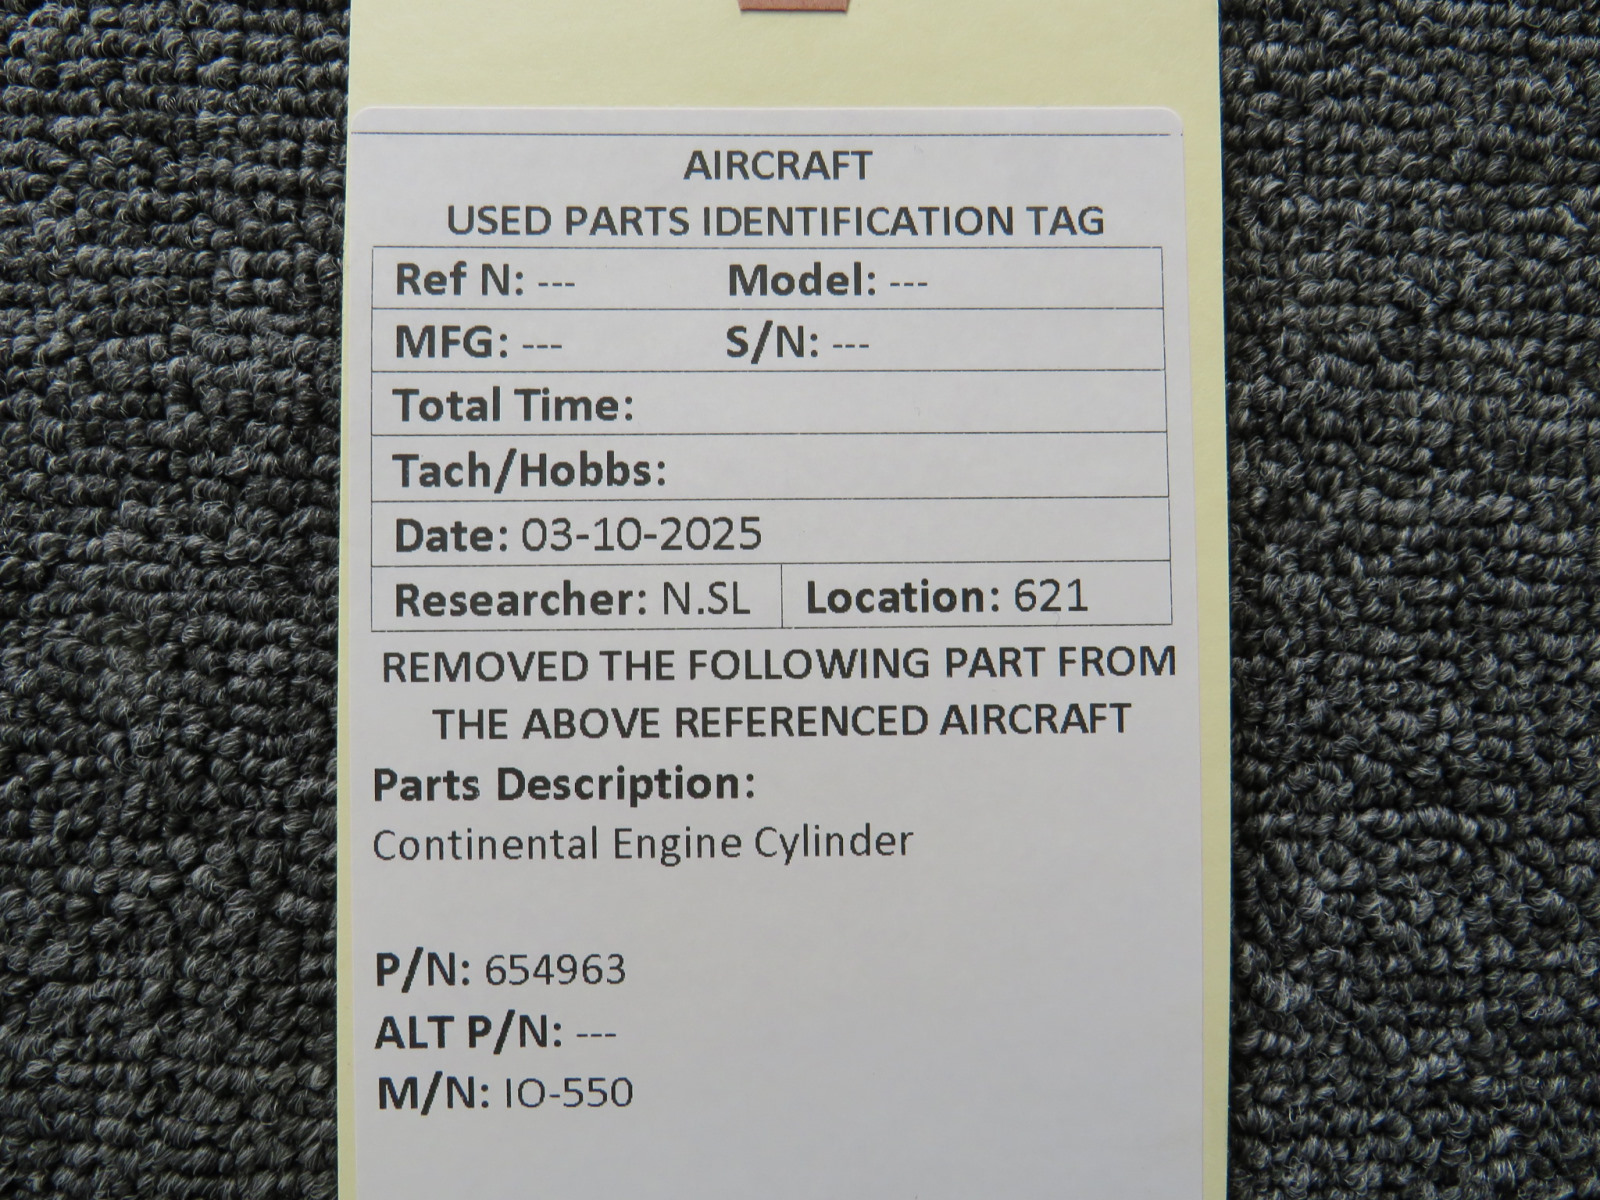 AIRCRAFT
USED PARTS IDENTIFICATION TAG
Ref N: --- Model: ---
MFG: --- S/N: ---
Total Time:
Tach/Hobbs:
Date: 03-10-2025
Researcher: N.SL Location: 621
REMOVED THE FOLLOWING PART FROM
THE ABOVE REFERENCED AIRCRAFT
Parts Description:
Continental Engine Cylinder
P/N: 654963
ALT P/N: ---
M/N: IO-550